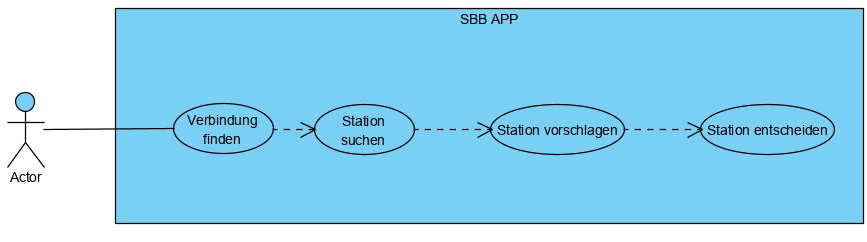 SBB APP
Verbindung
finden
Station
suchen
Station vorschlagen
Station entscheiden
Actor